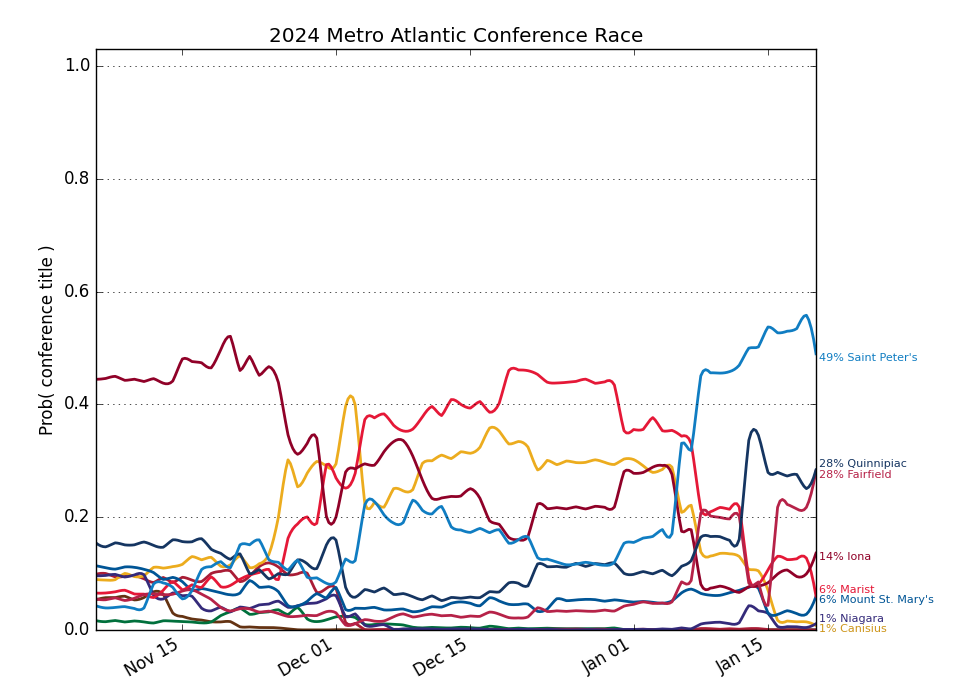 2024 Metro Atlantic Conference Race
1.0
0.8
0.6
0.4
0.2
0.0
Prob( conference title )
49% Saint Peter's
28% Quinnipiac
28% Fairfield
14% Iona
6% Marist
6% Mount St. Mary's
1% Niagara
1% Canisius
Nov 15
Dec 01
Dec 15
Jan 01
Jan 15